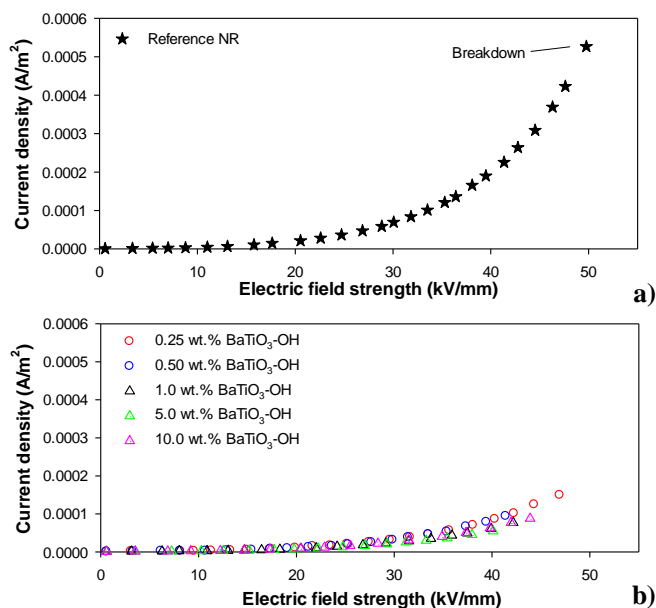 0.0006
0.0005
0.0004
0.0003
0.0002
0.0001
0.0000
Current density (A/m²)
Reference NR
Breakdown
0 10 20 30 40 50
Electric field strength (kV/mm)
a)
0.0006
0.0005
0.0004
0.0003
0.0002
0.0001
0.0000
Current density (A/m²)
0.25 wt.% BaTiO₃-OH
0.50 wt.% BaTiO₃-OH
1.0 wt.% BaTiO₃-OH
5.0 wt.% BaTiO₃-OH
10.0 wt.% BaTiO₃-OH
0 10 20 30 40 50
Electric field strength (kV/mm)
b)